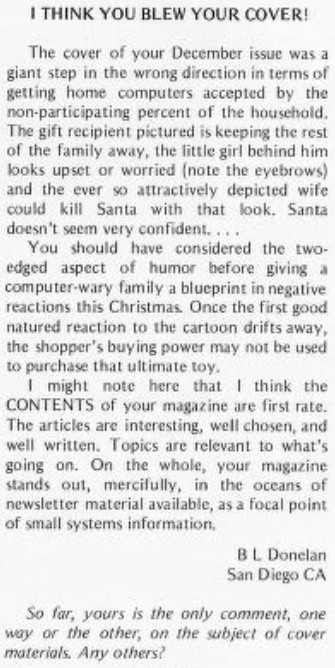 I THINK YOU BLEW YOUR COVER!
The cover of your December issue was a
giant step in the wrong direction in terms of
getting home computers accepted by the
non-participating percent of the household.
The gift recipient pictured is keeping the rest
of the family away, the little girl behind him
looks upset or worried (note the eyebrows)
and the ever so attractively depicted wife
could kill Santa with that look. Santa
doesn't seem very confident. . . .
You should have considered the two-
edged aspect of humor before giving a
computer-wary family a blueprint in negative
reactions this Christmas. Once the first good
natured reaction to the cartoon drifts away,
the shopper's buying power may not be used
to purchase that ultimate toy.
I might note here that I think the
CONTENTS of your magazine are first rate.
The articles are interesting, well chosen, and
well written. Topics are relevant to what's
going on. On the whole, your magazine
stands out, mercifully, in the oceans of
newsletter material available, as a focal point
of small systems information.
B L Donelan
San Diego CA
So far, yours is the only comment, one
way or the other, on the subject of cover
materials. Any others?